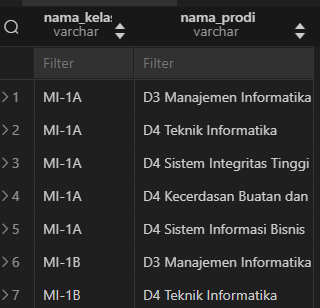 nama_kelas nama_prodi
varchar varchar
Filter Filter
1 MI-1A D3 Manajemen Informatika
2 MI-1A D4 Teknik Informatika
3 MI-1A D4 Sistem Integritas Tinggi
4 MI-1A D4 Kecerdasan Buatan dan
5 MI-1A D4 Sistem Informasi Bisnis
6 MI-1B D3 Manajemen Informatika
7 MI-1B D4 Teknik Informatika